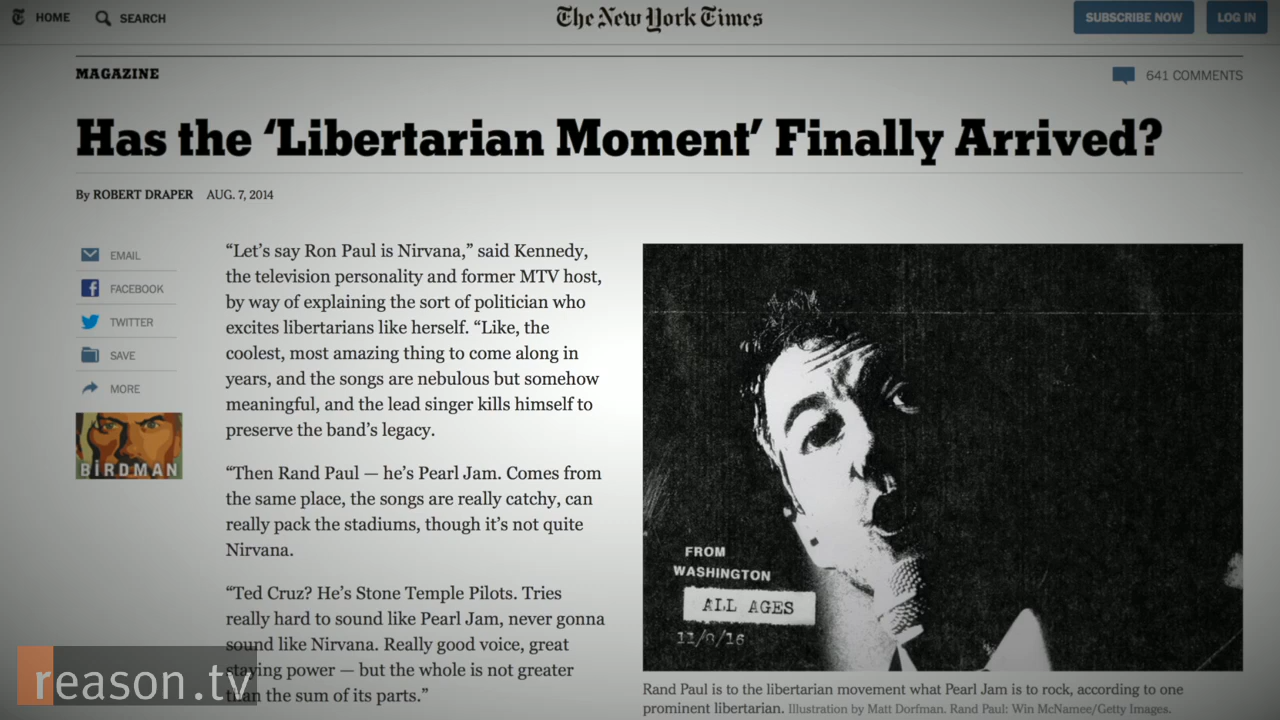 HOME
SEARCH
The New York Times
SUBSCRIBE NOW
LOG IN
MAGAZINE
641 COMMENTS
Has the ‘Libertarian Moment’ Finally Arrived?
By ROBERT DRAPER AUG. 7, 2014
EMAIL
FACEBOOK
TWITTER
SAVE
MORE
BIRDMAN
“Let’s say Ron Paul is Nirvana,” said Kennedy,
the television personality and former MTV host,
by way of explaining the sort of politician who
excites libertarians like herself. “Like, the
coolest, most amazing thing to come along in
years, and the songs are nebulous but somehow
meaningful, and the lead singer kills himself to
preserve the band’s legacy.
“Then Rand Paul — he’s Pearl Jam. Comes from
the same place, the songs are really catchy, can
really pack the stadiums, though it’s not quite
Nirvana.
“Ted Cruz? He’s Stone Temple Pilots. Tries
really hard to sound like Pearl Jam, never gonna
sound like Nirvana. Really good voice, great
staying power — but the whole is not greater
than the sum of its parts.”
FROM
WASHINGTON
ALL AGES
11/8/16
Rand Paul is to the libertarian movement what Pearl Jam is to rock, according to one
prominent libertarian. Illustration by Matt Dorfman. Rand Paul: Win McNamee/Getty Images.
reason.tv